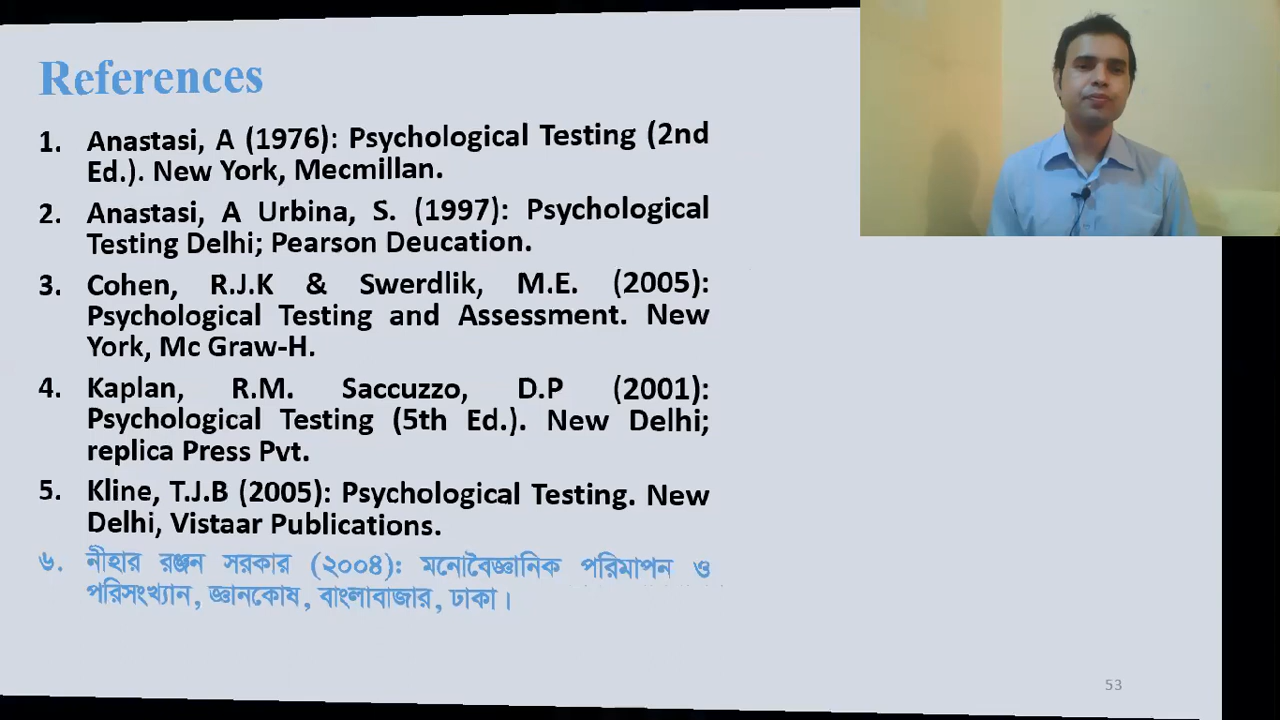 References
1. Anastasi, A (1976): Psychological Testing (2nd
Ed.). New York, Mecmillan.
2. Anastasi, A Urbina, S. (1997): Psychological
Testing Delhi; Pearson Deucation.
3. Cohen, R.J.K & Swerdlik, M.E. (2005):
Psychological Testing and Assessment. New
York, Mc Graw-H.
4. Kaplan, R.M. Saccuzzo, D.P (2001):
Psychological Testing (5th Ed.). New Delhi;
replica Press Pvt.
5. Kline, T.J.B (2005): Psychological Testing. New
Delhi, Vistaar Publications.
৬. নীহার রঞ্জন সরকার (২০০৪): মনোবৈজ্ঞানিক পরিমাপন ও
পরিসংখ্যান, জ্ঞানকোষ, বাংলাবাজার, ঢাকা।
53